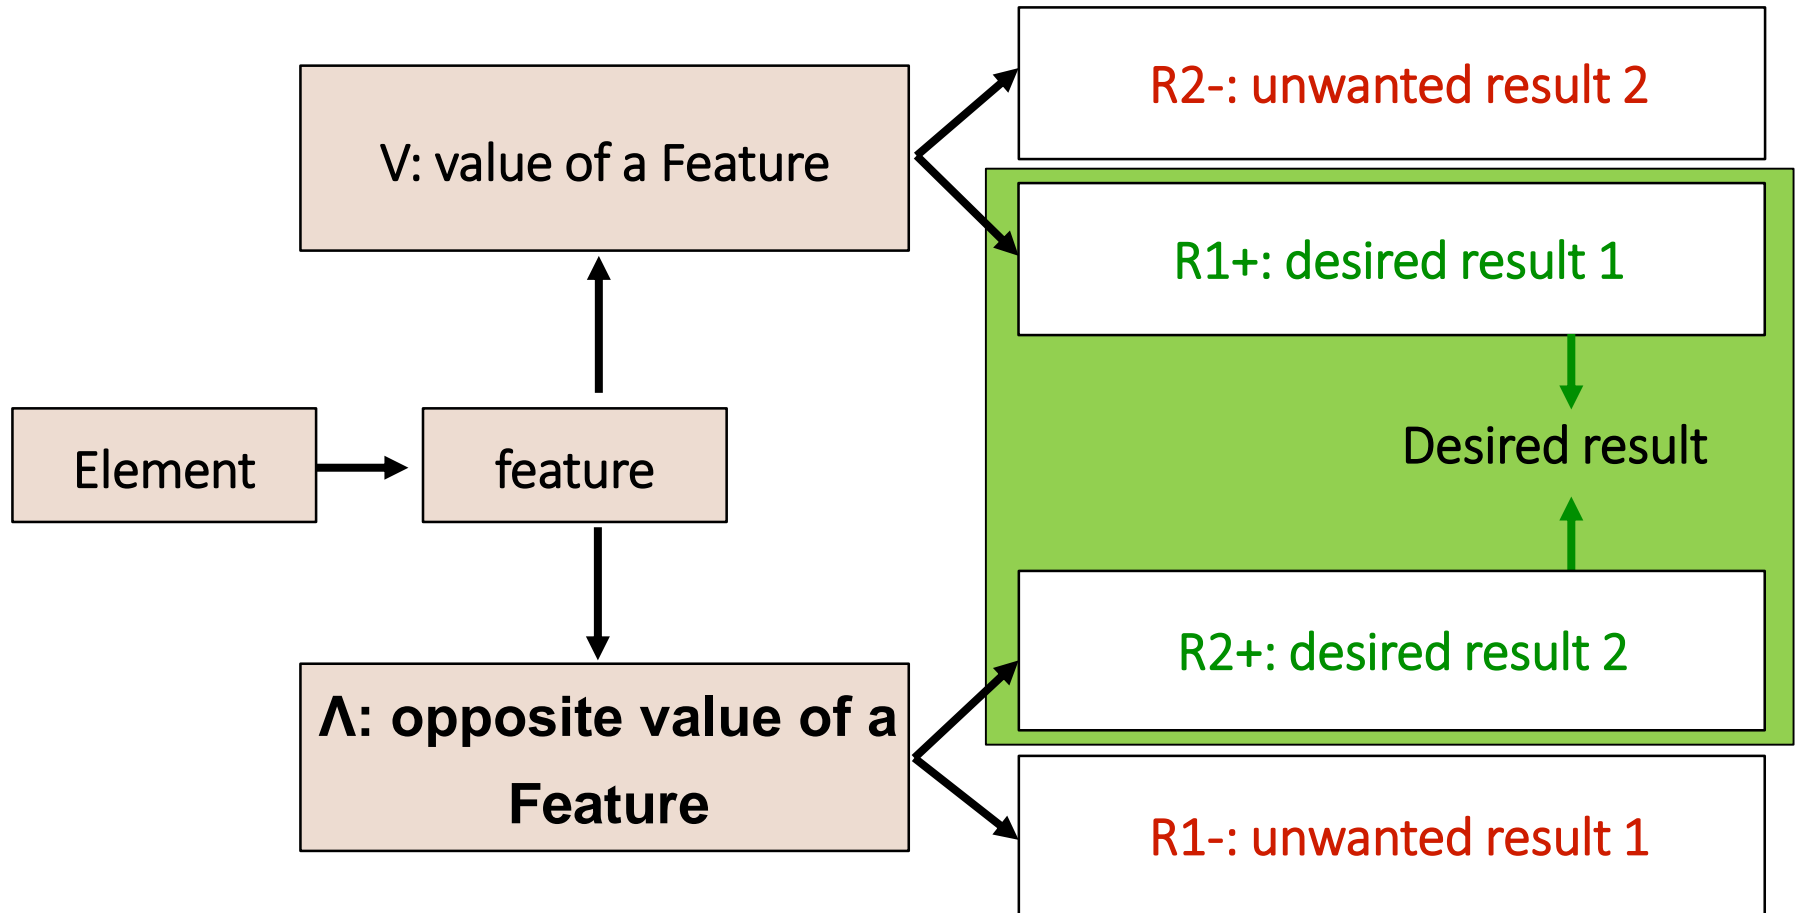 R2-: unwanted result 2
V: value of a Feature
R1+: desired result 1
Element
feature
Desired result
R2+: desired result 2
Λ: opposite value of a
Feature
R1-: unwanted result 1